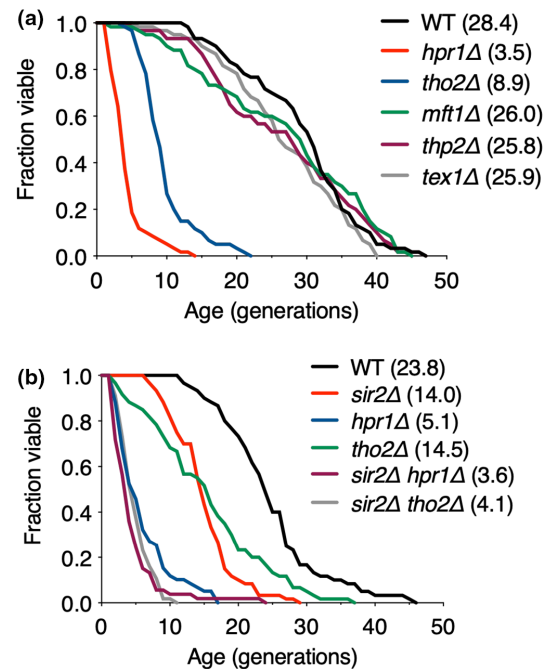 (a)
WT (28.4)
hpr1Δ (3.5)
tho2Δ (8.9)
mft1Δ (26.0)
thp2Δ (25.8)
tex1Δ (25.9)
Fraction viable
1.0
0.8
0.6
0.4
0.2
0.0
0 10 20 30 40 50
Age (generations)
(b)
WT (23.8)
sir2Δ (14.0)
hpr1Δ (5.1)
tho2Δ (14.5)
sir2Δ hpr1Δ (3.6)
sir2Δ tho2Δ (4.1)
Fraction viable
1.0
0.8
0.6
0.4
0.2
0.0
0 10 20 30 40 50
Age (generations)